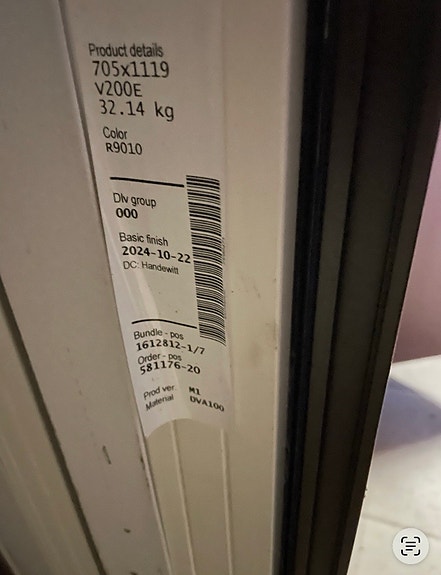 Product details
705x1119
V200E
32.14 kg
Color
R9010
Dlv group
000
Basic finish
2024-10-22
DC: Handewitt
Bundle - pos
1612812-1/7
Order - pos
581176-20
Prod ver. M1
Material DVA100